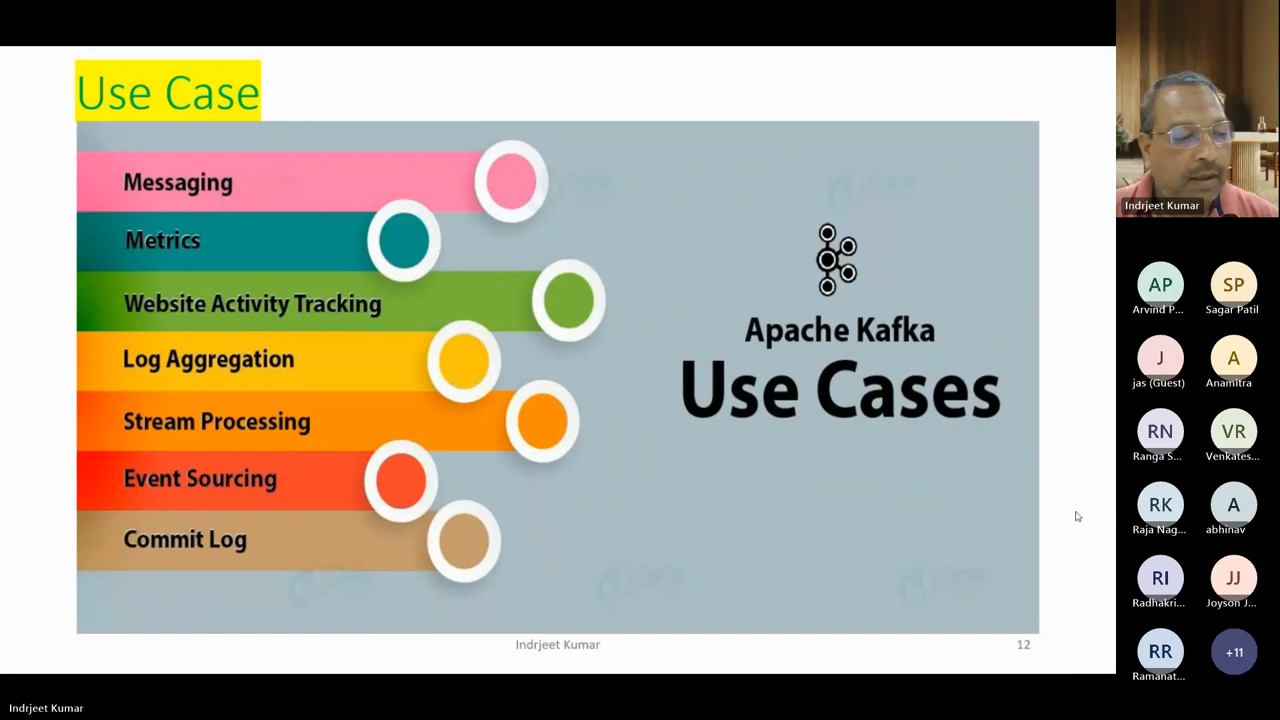 Use Case
Messaging
Metrics
Website Activity Tracking
Log Aggregation
Stream Processing
Event Sourcing
Commit Log
Apache Kafka
Use Cases
Indrjeet Kumar
12
Indrjeet Kumar
AP
Arvind P...
SP
Sagar Patil
J
jas (Guest)
A
Anamitra
RN
Ranga S...
VR
Venkates...
RK
Raja Nag...
A
abhinav
RI
Radhakri...
JJ
Joyson J...
RR
Ramanat...
+11
Indrjeet Kumar